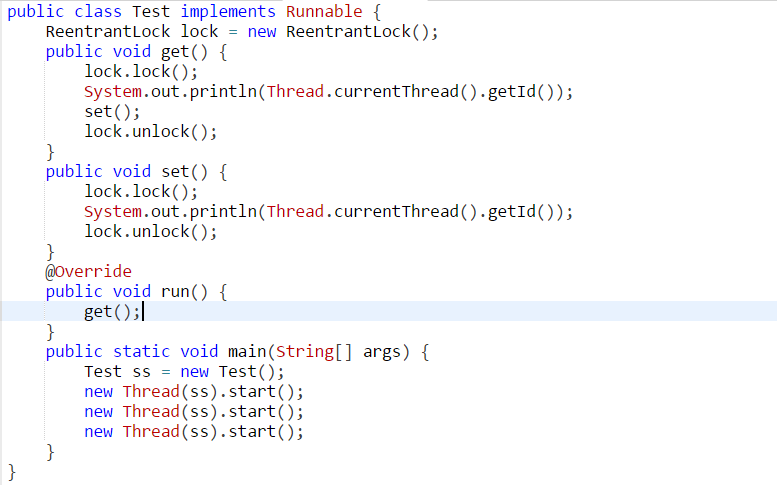 public class Test implements Runnable {
    ReentrantLock lock = new ReentrantLock();
    public void get() {
        lock.lock();
        System.out.println(Thread.currentThread().getId());
        set();
        lock.unlock();
    }
    public void set() {
        lock.lock();
        System.out.println(Thread.currentThread().getId());
        lock.unlock();
    }
    @Override
    public void run() {
        get();
    }
    public static void main(String[] args) {
        Test ss = new Test();
        new Thread(ss).start();
        new Thread(ss).start();
        new Thread(ss).start();
    }
}